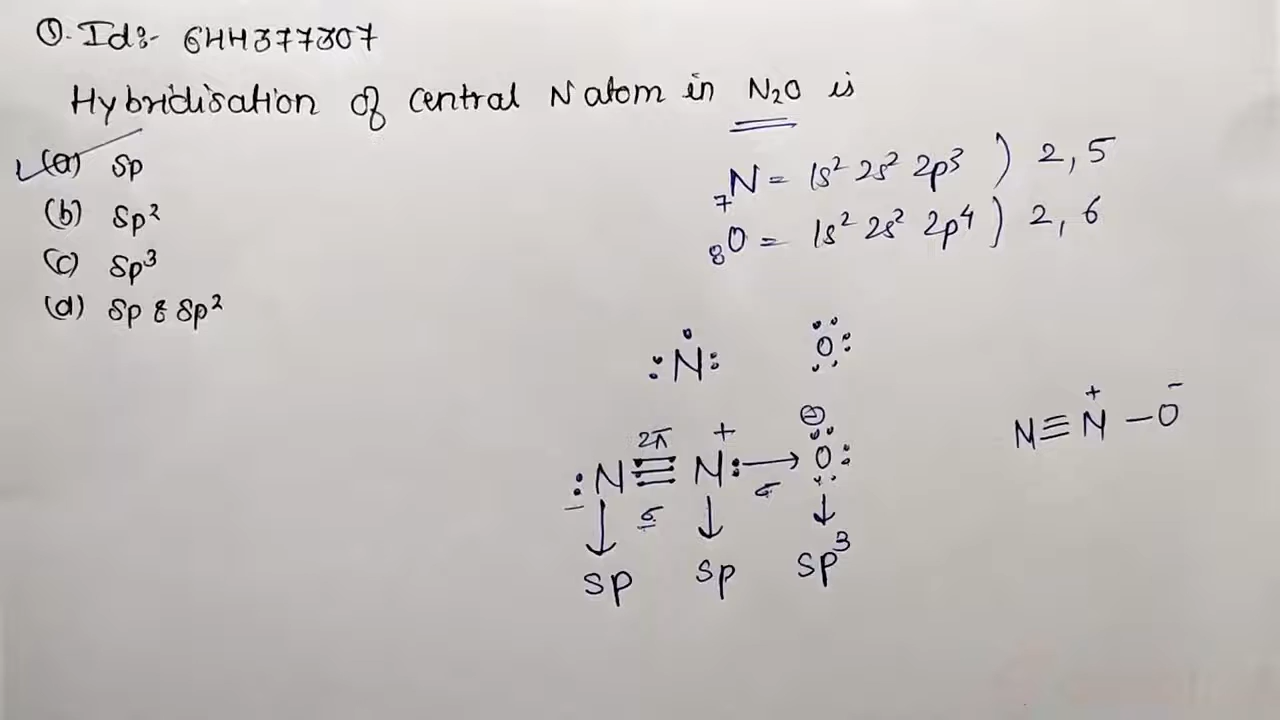 Q. Id:- 644377307
Hybridisation of central N atom in N₂O is
(a) Sp
(b) Sp²
(c) Sp³
(d) Sp & Sp²
₇N = 1s² 2s² 2p³ ) 2, 5
₈O = 1s² 2s² 2p⁴ ) 2, 6
:Ṅ: O
2π + ⊖
:N ≡ N: → O
σ σ
Sp Sp Sp³
+ -
N≡N-O